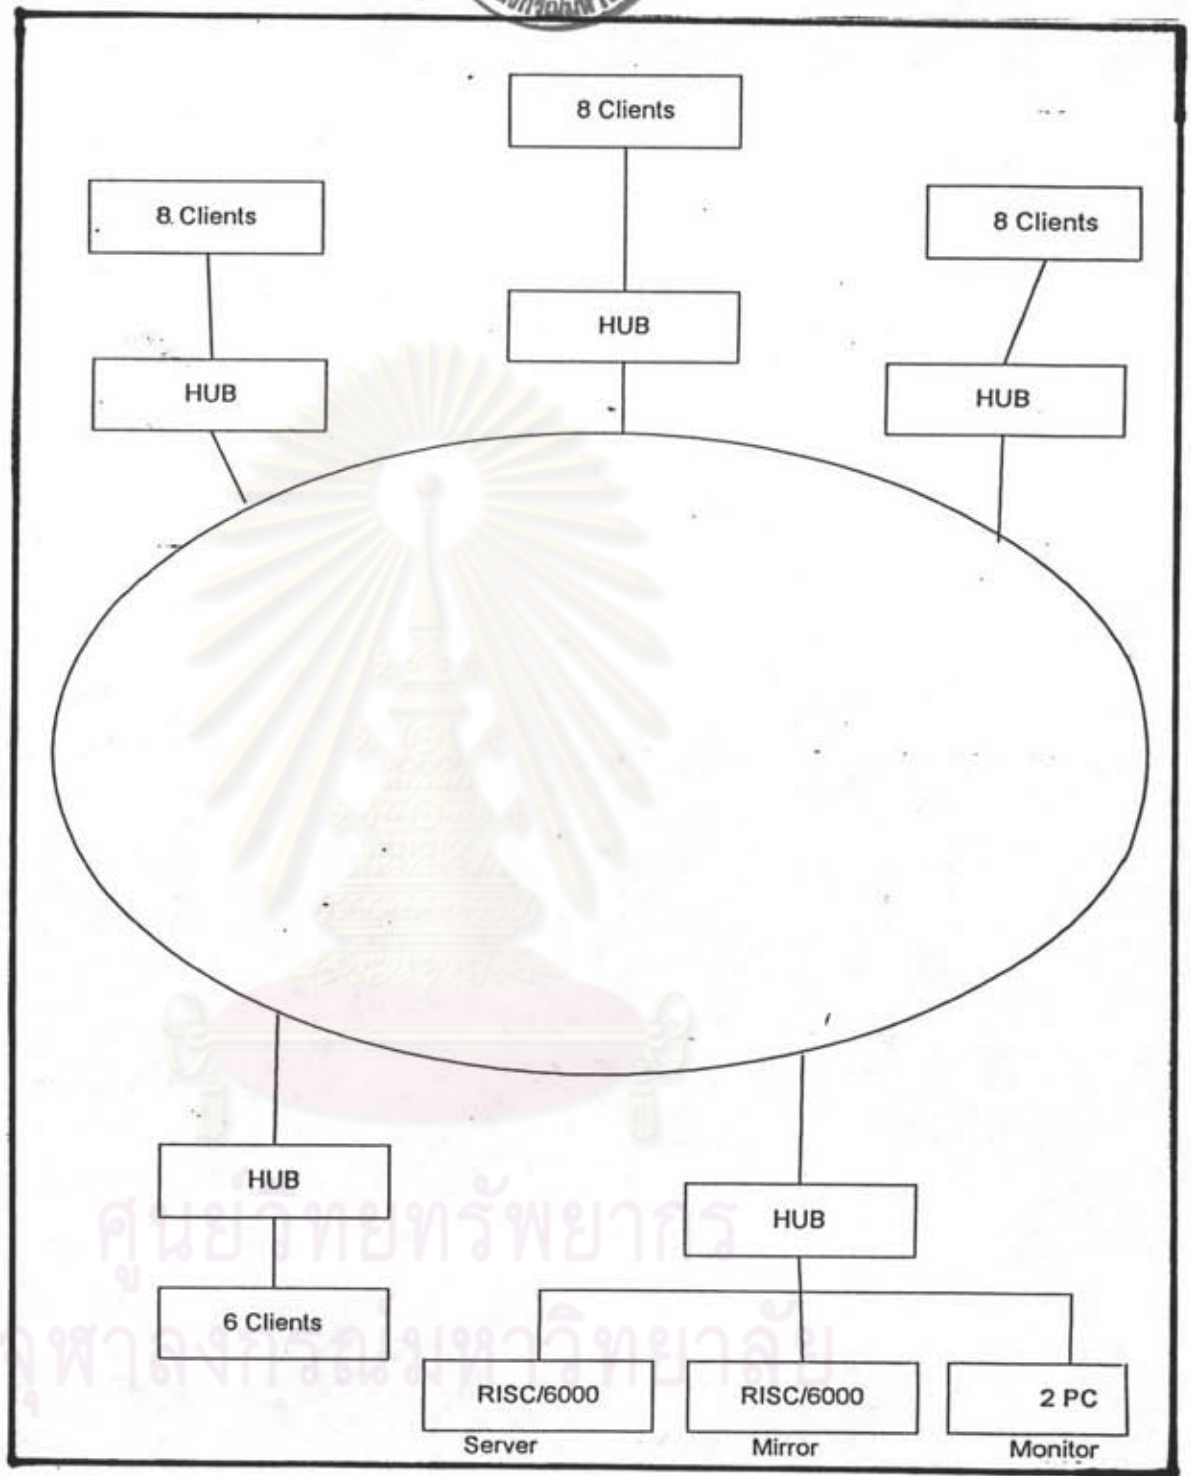 8 Clients
8 Clients
8 Clients
HUB
HUB
HUB
HUB
HUB
6 Clients
RISC/6000
RISC/6000
2 PC
Server
Mirror
Monitor
ศูนย์วิทยทรัพยากร
จุฬาลงกรณ์มหาวิทยาลัย